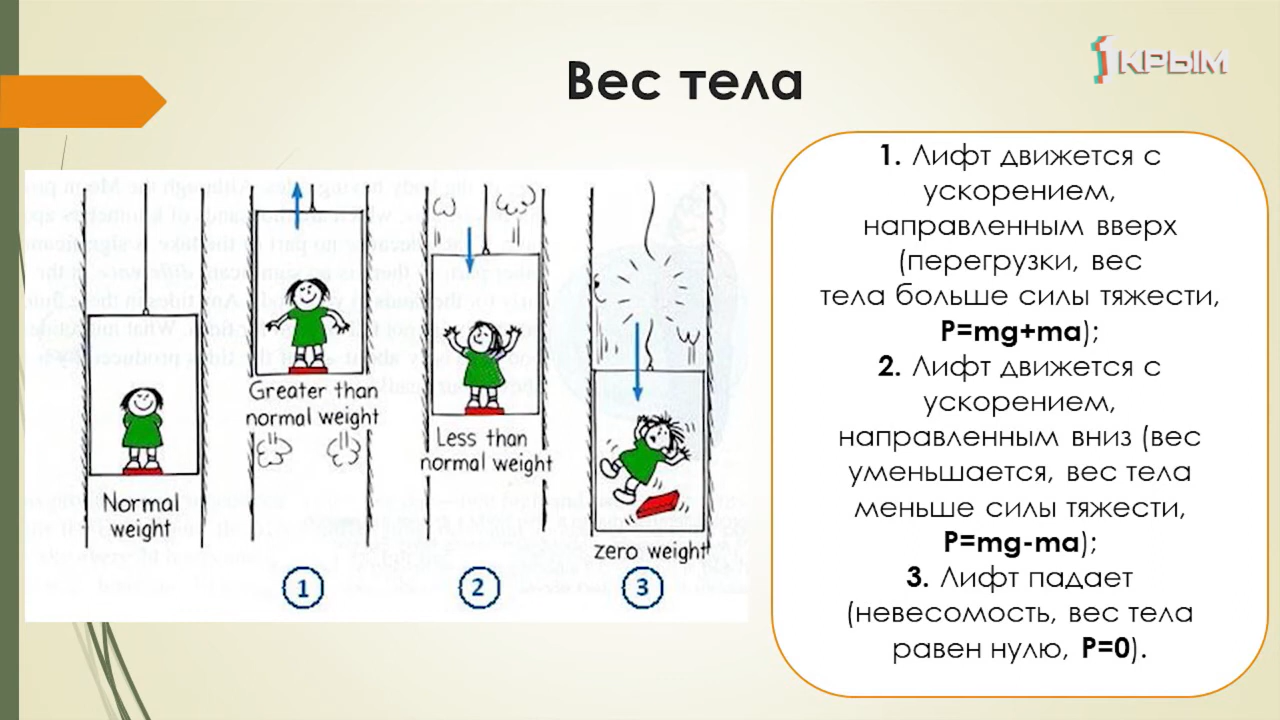 Вес тела
1КРЫМ
Normal
weight
Greater than
normal weight
Less than
normal weight
zero weight
1
2
3
1. Лифт движется с
ускорением,
направленным вверх
(перегрузки, вес
тела больше силы тяжести,
P=mg+ma);
2. Лифт движется с
ускорением,
направленным вниз (вес
уменьшается, вес тела
меньше силы тяжести,
P=mg-ma);
3. Лифт падает
(невесомость, вес тела
равен нулю, P=0).